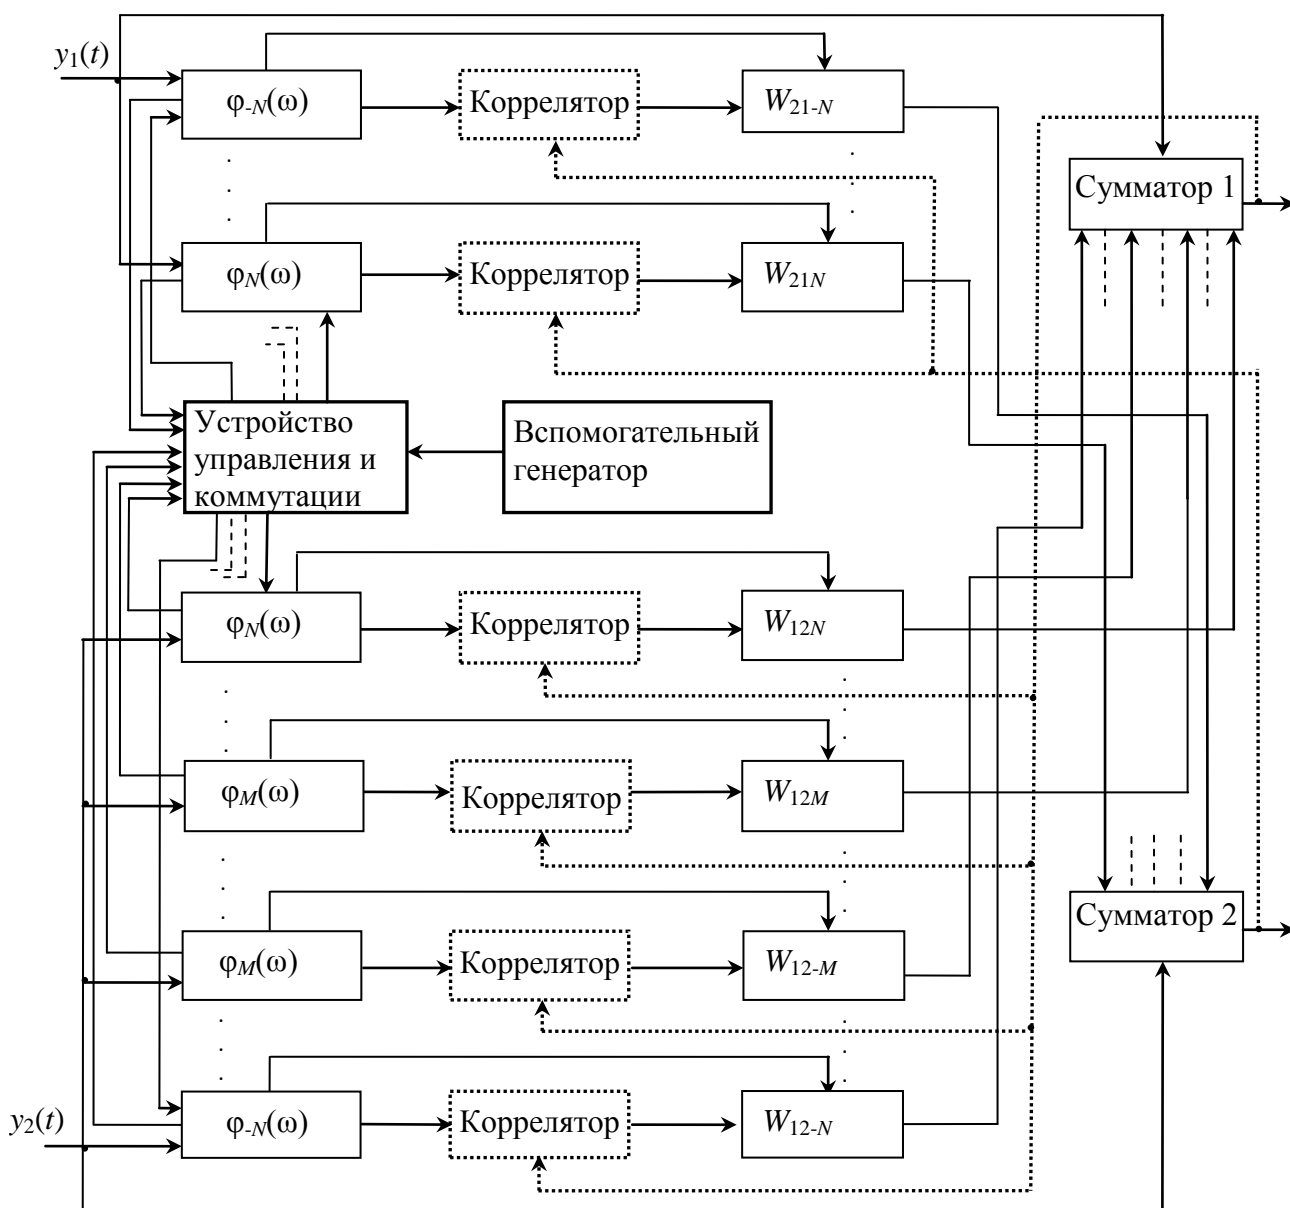 y1(t)
φ-N(ω)
Коррелятор
W21-N
Сумматор 1
φN(ω)
Коррелятор
W21N
Устройство
управления и
коммутации
Вспомогательный
генератор
φN(ω)
Коррелятор
W12N
φM(ω)
Коррелятор
W12M
Сумматор 2
φM(ω)
Коррелятор
W12-M
y2(t)
φ-N(ω)
Коррелятор
W12-N